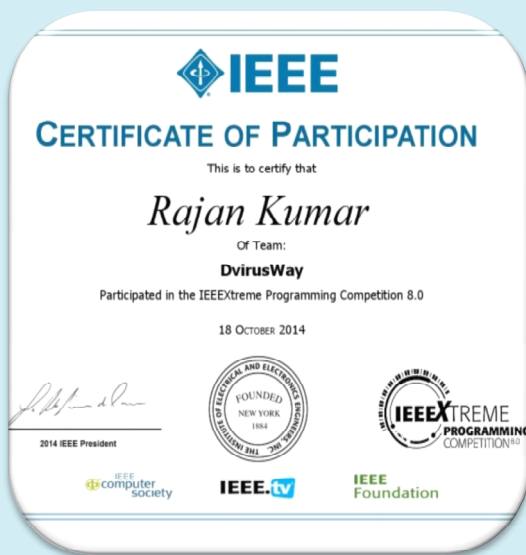 IEEE
CERTIFICATE OF PARTICIPATION
This is to certify that
Rajan Kumar
Of Team:
DvirusWay
Participated in the IEEEXtreme Programming Competition 8.0
18 OCTOBER 2014
2014 IEEE President
THE INSTITUTE OF ELECTRICAL AND ELECTRONICS ENGINEERS, INC.
FOUNDED
NEW YORK
1884
IEEEXTREME
PROGRAMMING
COMPETITION 8.0
IEEE
computer
society
IEEE.tv
IEEE
Foundation